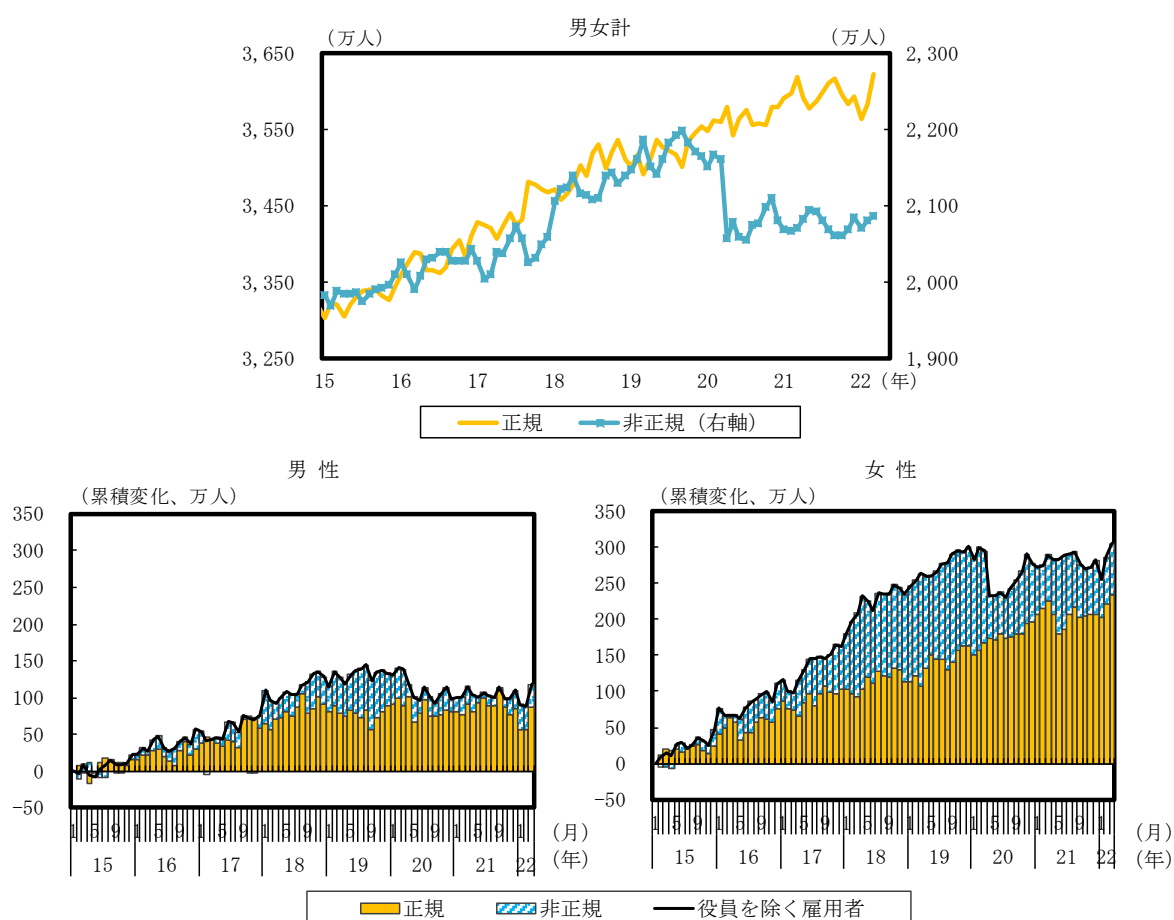 男女計
（万人） （万人）
3,650 2,300
3,550 2,200
3,450 2,100
3,350 2,000
3,250 1,900
15 16 17 18 19 20 21 22（年）
正規 非正規（右軸）
男 性
（累積変化、万人）
350
300
250
200
150
100
50
0
−50
1 5 9 1 5 9 1 5 9 1 5 9 1 5 9 1 5 9 1 5 9 1 （月）
15 16 17 18 19 20 21 22 （年）
女 性
（累積変化、万人）
350
300
250
200
150
100
50
0
−50
1 5 9 1 5 9 1 5 9 1 5 9 1 5 9 1 5 9 1 5 9 1 （月）
15 16 17 18 19 20 21 22 （年）
正規 非正規 役員を除く雇用者